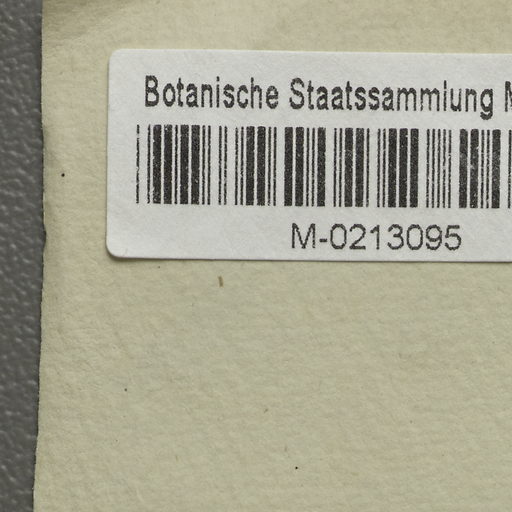 Botanische Staatssammlung
M-0213095